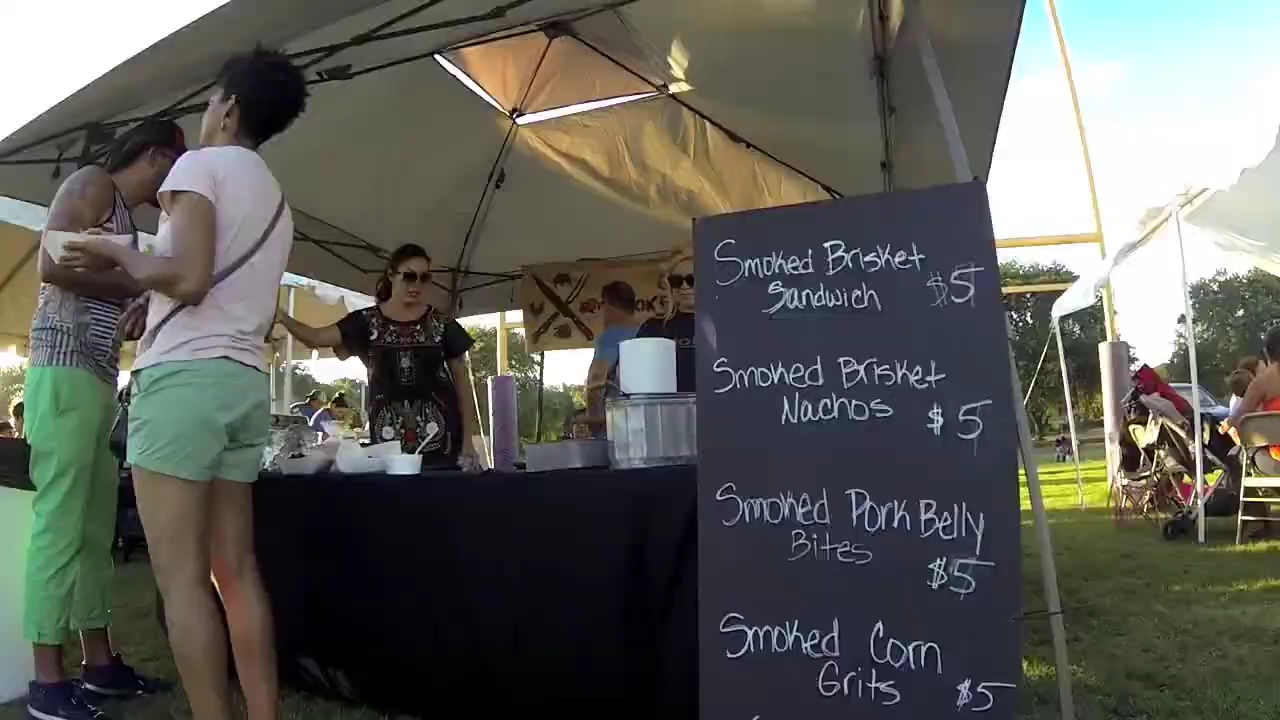 Smoked Brisket
Sandwich $5
Smoked Brisket
Nachos $5
Smoked Pork Belly
Bites
$5
Smoked Corn
Grits $5